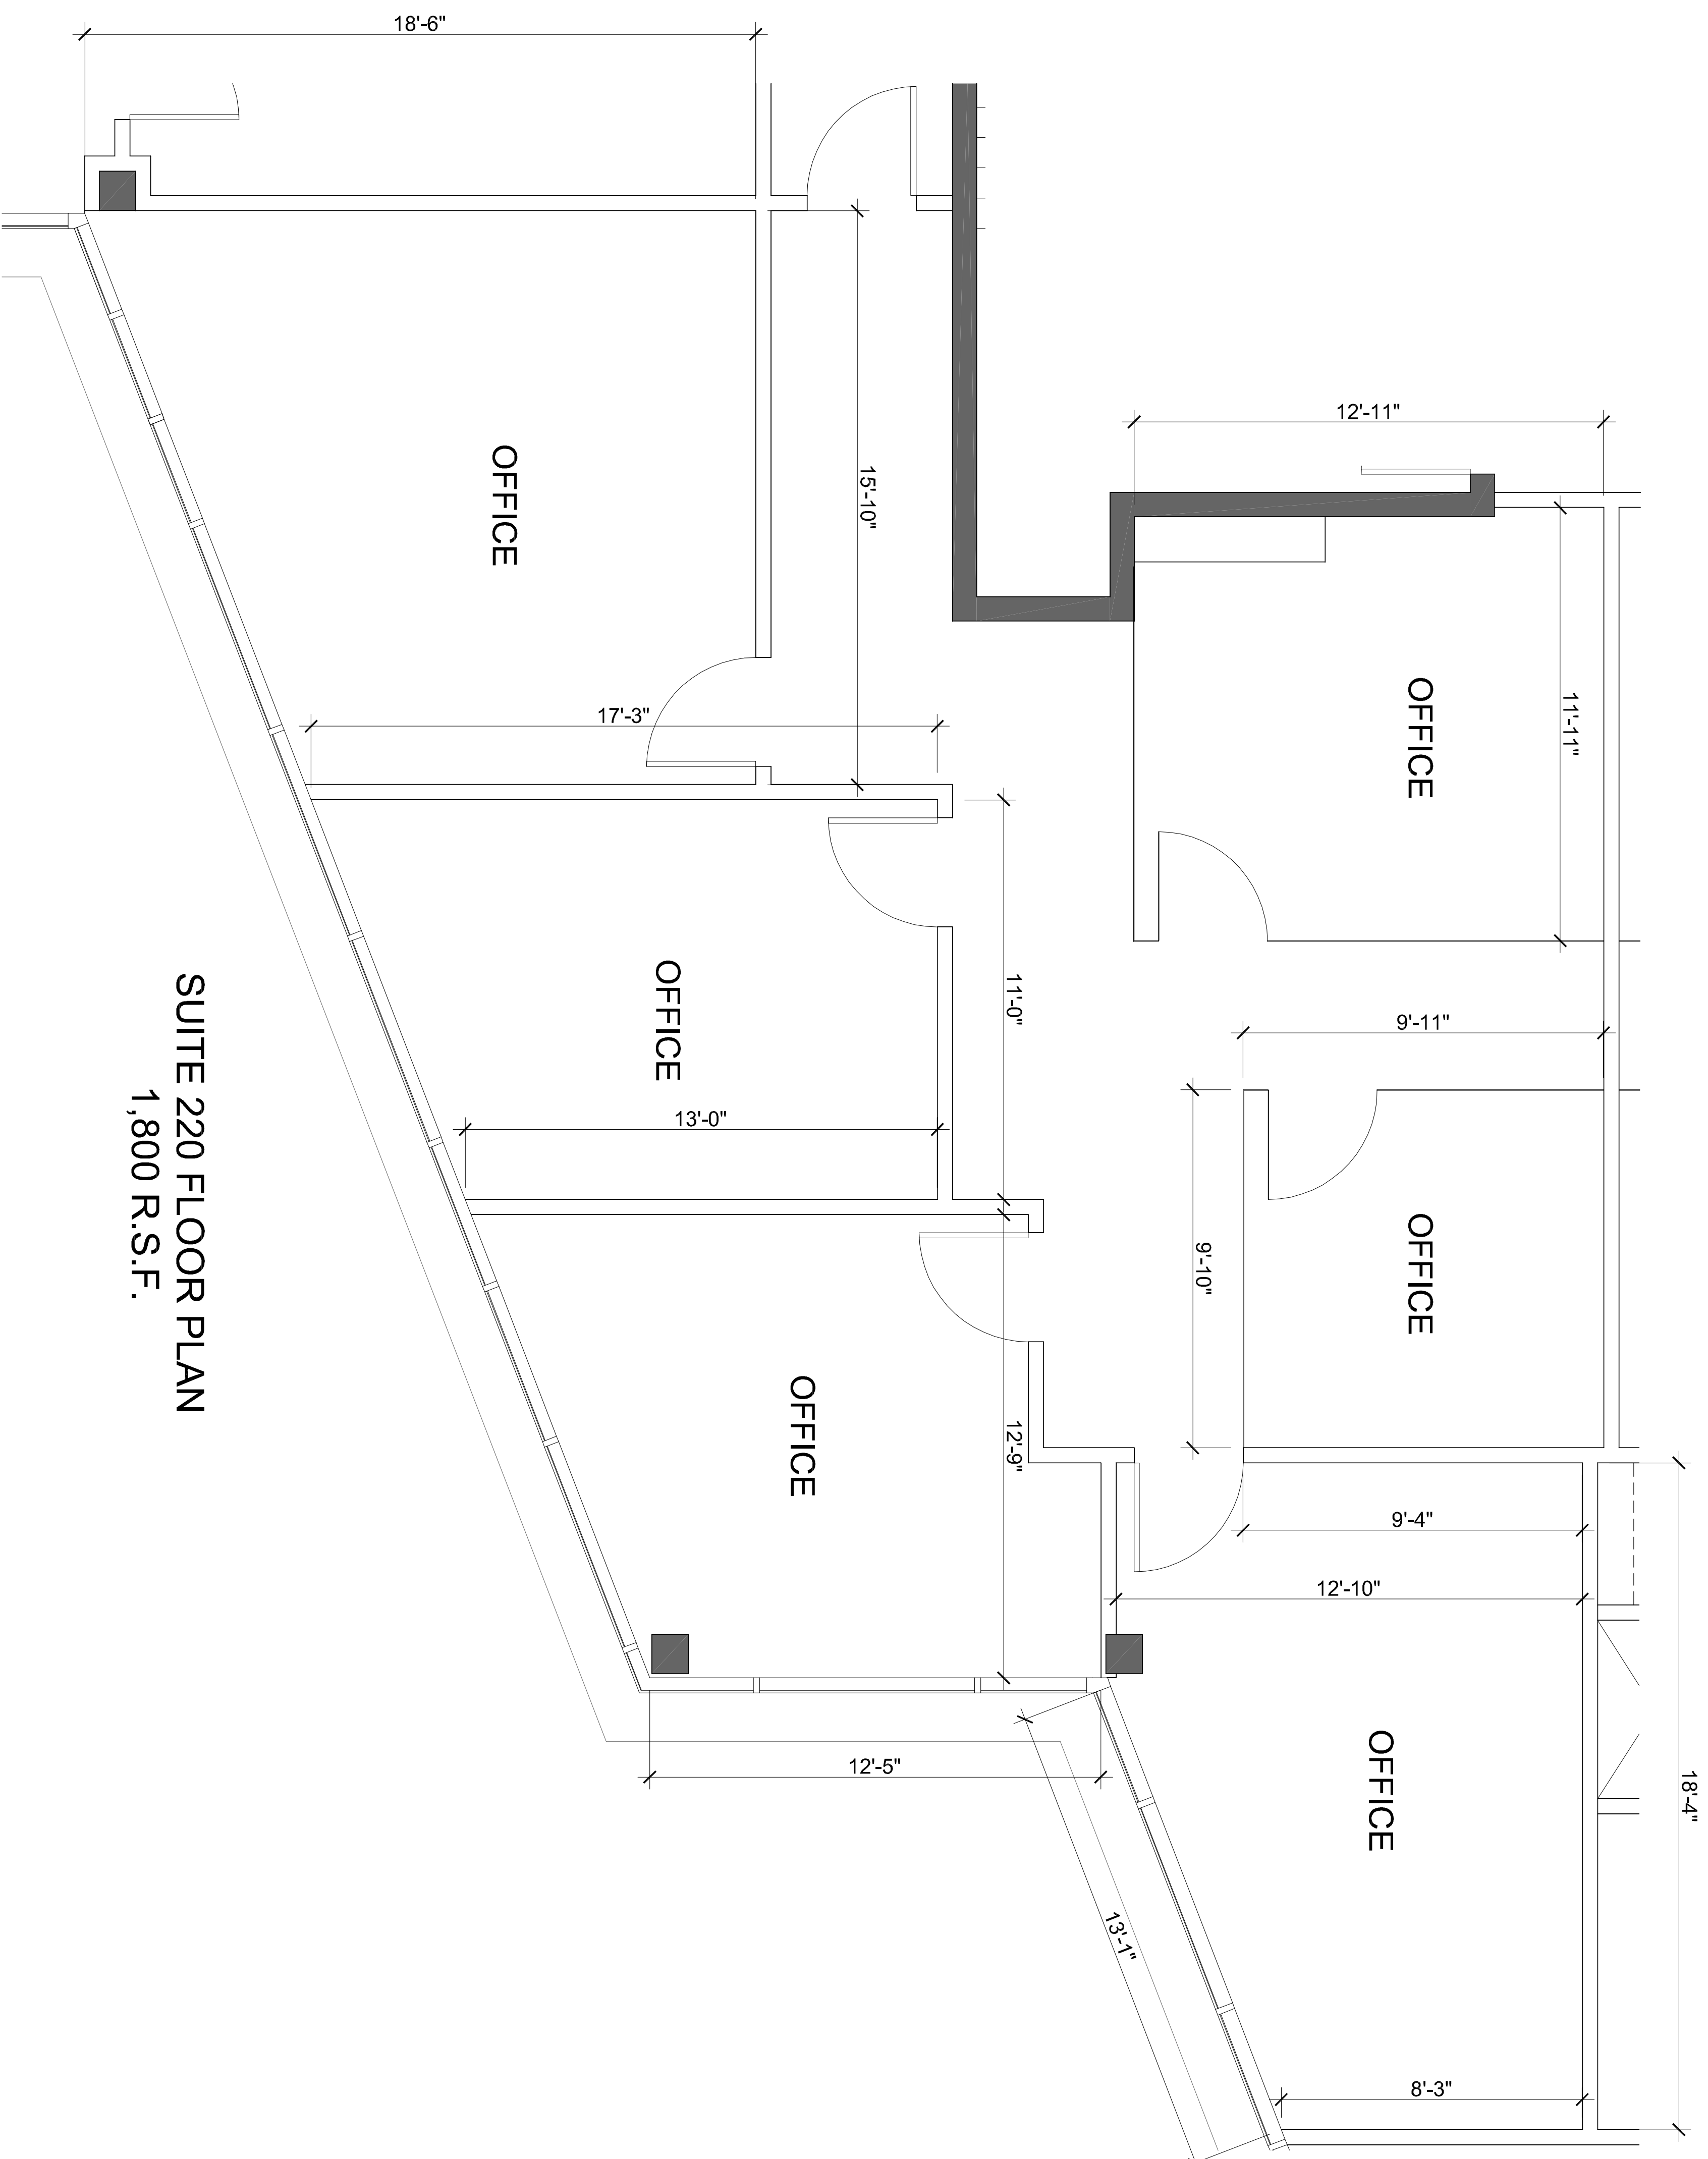 18'-6"
12'-11"
OFFICE
15'-10"
OFFICE
11'-11"
17'-3"
OFFICE
11'-0"
9'-11"
13'-0"
OFFICE
9'-10"
SUITE 220 FLOOR PLAN
1,800 R.S.F.
OFFICE
12'-9"
9'-4"
12'-10"
12'-5"
OFFICE
18'-4"
13'-1"
8'-3"